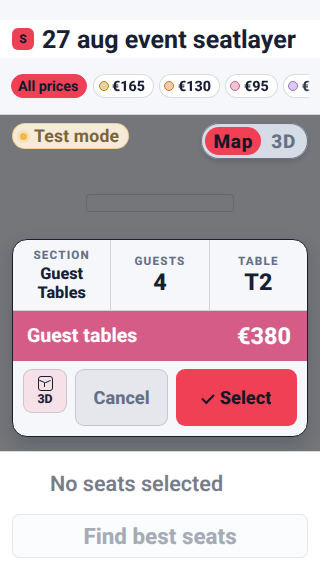 S 27 aug event seatlayer
All prices €165 €130 €95 €
Test mode Map 3D
SECTION GUESTS TABLE
Guest Tables 4 T2
Guest tables €380
3D Cancel Select
No seats selected
Find best seats